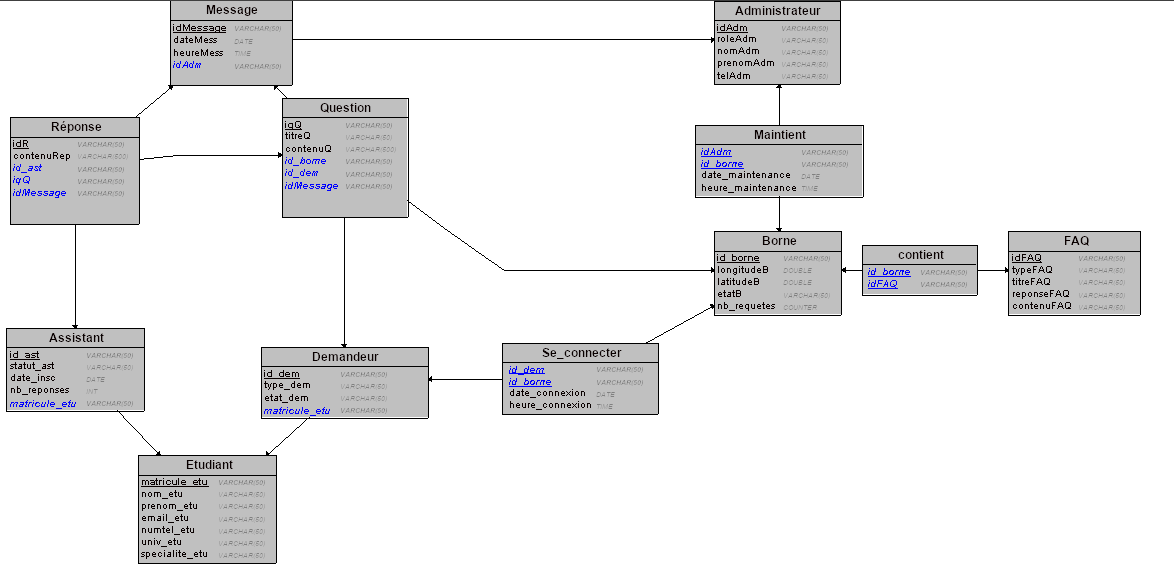 Message
idMessage VARCHAR(50)
dateMess DATE
heureMess TIME
idAdm VARCHAR(50)
Administrateur
idAdm VARCHAR(50)
roleAdm VARCHAR(50)
nomAdm VARCHAR(50)
prenomAdm VARCHAR(50)
telAdm VARCHAR(50)
Réponse
idR VARCHAR(50)
contenuRep VARCHAR(500)
id_ast VARCHAR(50)
iqQ VARCHAR(50)
idMessage VARCHAR(50)
Question
iqQ VARCHAR(50)
titreQ VARCHAR(50)
contenuQ VARCHAR(500)
id_borne VARCHAR(50)
id_dem VARCHAR(50)
idMessage VARCHAR(50)
Maintient
idAdm VARCHAR(50)
id_borne VARCHAR(50)
date_maintenance DATE
heure_maintenance TIME
Borne
id_borne VARCHAR(50)
longitudeB DOUBLE
latitudeB DOUBLE
etatB VARCHAR(50)
nb_requetes COUNTER
contient
id_borne VARCHAR(50)
idFAQ VARCHAR(50)
FAQ
idFAQ VARCHAR(50)
typeFAQ VARCHAR(50)
titreFAQ VARCHAR(50)
reponseFAQ VARCHAR(50)
contenuFAQ VARCHAR(50)
Assistant
id_ast VARCHAR(50)
statut_ast VARCHAR(50)
date_insc DATE
nb_reponses INT
matricule_etu VARCHAR(50)
Demandeur
id_dem VARCHAR(50)
type_dem VARCHAR(50)
etat_dem VARCHAR(50)
matricule_etu VARCHAR(50)
Se_connecter
id_dem VARCHAR(50)
id_borne VARCHAR(50)
date_connexion DATE
heure_connexion TIME
Etudiant
matricule_etu VARCHAR(50)
nom_etu VARCHAR(50)
prenom_etu VARCHAR(50)
email_etu VARCHAR(50)
numtel_etu VARCHAR(50)
univ_etu VARCHAR(50)
specialite_etu VARCHAR(50)